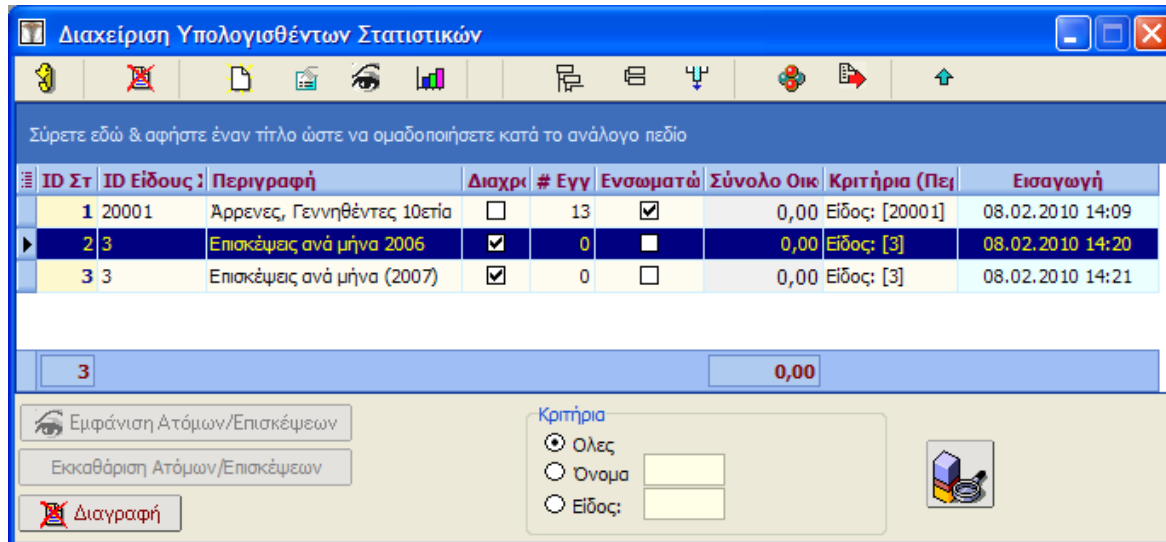 Διαχείριση Υπολογισθέντων Στατιστικών
Σύρετε εδώ & αφήστε έναν τίτλο ώστε να ομαδοποιήσετε κατά το ανάλογο πεδίο
ID Στ ID Είδους Σ Περιγραφή Διαχρο # Εγγ Ενσωματώ Σύνολο Οικ Κριτήρια (Περ Εισαγωγή
1 20001 Άρρενες, Γεννηθέντες 10ετία 13 0,00 Είδος: [20001] 08.02.2010 14:09
2 3 Επισκέψεις ανά μήνα 2006 0 0,00 Είδος: [3] 08.02.2010 14:20
3 3 Επισκέψεις ανά μήνα (2007) 0 0,00 Είδος: [3] 08.02.2010 14:21
3 0,00
Εμφάνιση Ατόμων/Επισκέψεων
Εκκαθάριση Ατόμων/Επισκέψεων
Διαγραφή
Κριτήρια
Ολες
Όνομα
Είδος: